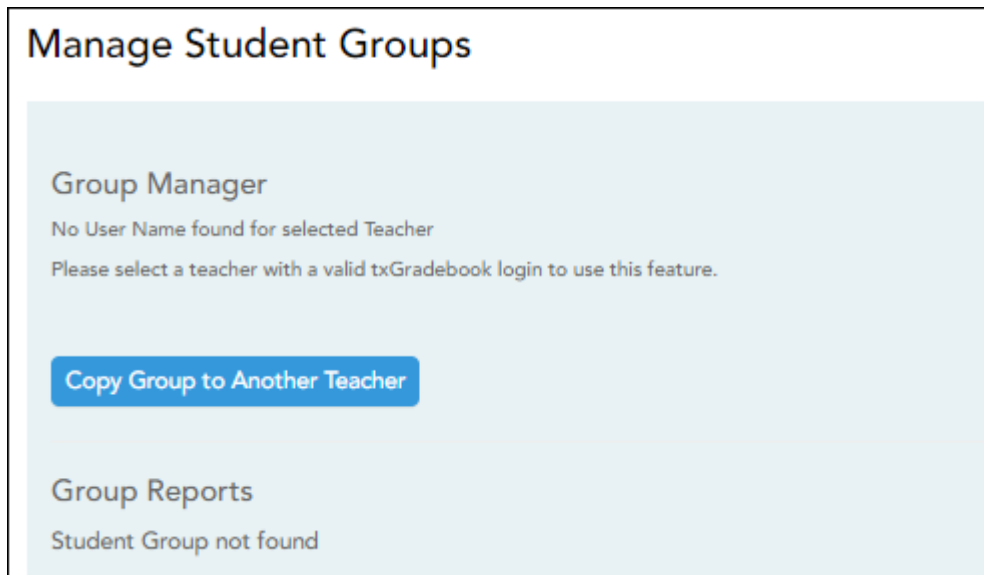 Manage Student Groups
Group Manager
No User Name found for selected Teacher
Please select a teacher with a valid txGradebook login to use this feature.
Copy Group to Another Teacher
Group Reports
Student Group not found